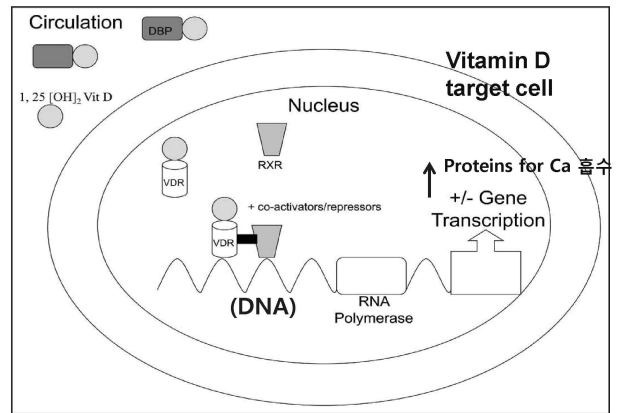 Circulation
DBP
1, 25 [OH]₂ Vit D
Vitamin D
target cell
Nucleus
RXR
VDR
↑ Proteins for Ca 흡수
+/- Gene
Transcription
+ co-activators/repressors
VDR
(DNA)
RNA
Polymerase